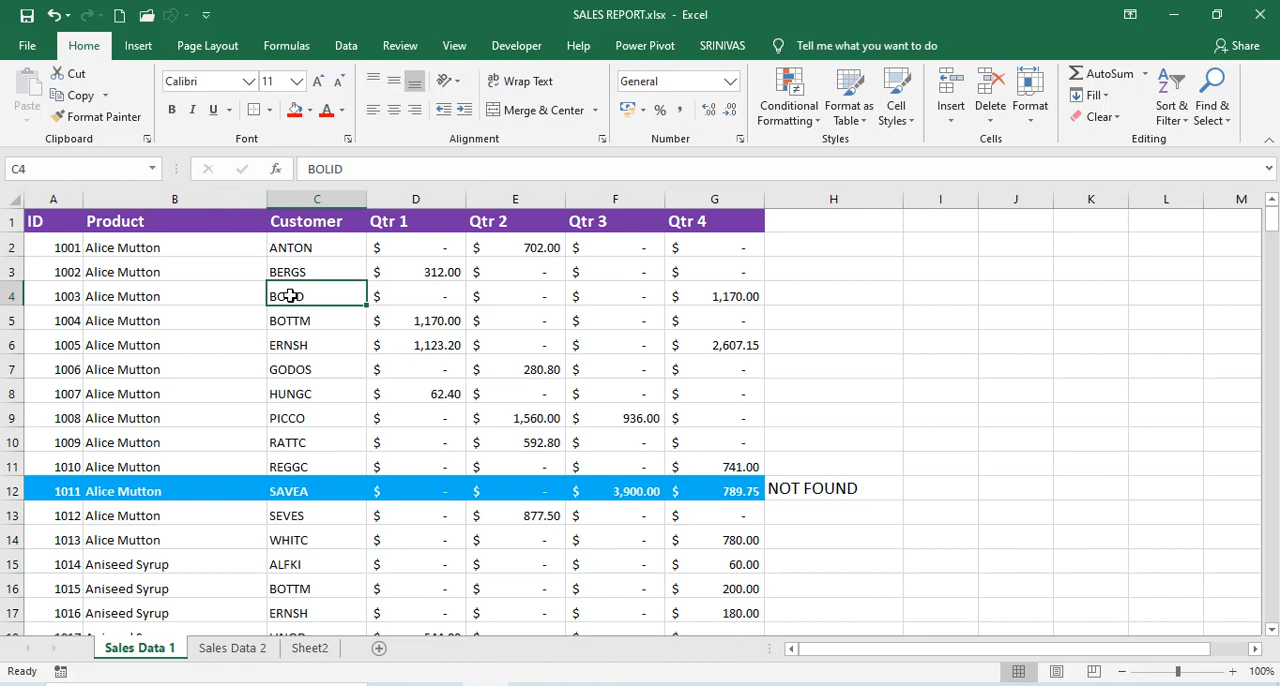 SALES REPORT.xlsx - Excel
File Home Insert Page Layout Formulas Data Review View Developer Help Power Pivot SRINIVAS Tell me what you want to do Share
Paste Cut Copy Format Painter Clipboard
Calibri 11 B I U Font
Wrap Text Merge & Center Alignment
General % , Number
Conditional Formatting Format as Table Cell Styles Styles
Insert Delete Format Cells
AutoSum Fill Clear Sort & Filter Find & Select Editing
C4 fx BOLID
A B C D E F G H I J K L M
1 ID Product Customer Qtr 1 Qtr 2 Qtr 3 Qtr 4
2 1001 Alice Mutton ANTON $ - $ 702.00 $ - $ -
3 1002 Alice Mutton BERGS $ 312.00 $ - $ - $ -
4 1003 Alice Mutton BOLID $ - $ - $ - $ 1,170.00
5 1004 Alice Mutton BOTTM $ 1,170.00 $ - $ - $ -
6 1005 Alice Mutton ERNSH $ 1,123.20 $ - $ - $ 2,607.15
7 1006 Alice Mutton GODOS $ - $ 280.80 $ - $ -
8 1007 Alice Mutton HUNGC $ 62.40 $ - $ - $ -
9 1008 Alice Mutton PICCO $ - $ 1,560.00 $ 936.00 $ -
10 1009 Alice Mutton RATTC $ - $ 592.80 $ - $ -
11 1010 Alice Mutton REGGC $ - $ - $ - $ 741.00
12 1011 Alice Mutton SAVEA $ - $ - $ 3,900.00 $ 789.75 NOT FOUND
13 1012 Alice Mutton SEVES $ - $ 877.50 $ - $ -
14 1013 Alice Mutton WHITC $ - $ - $ - $ 780.00
15 1014 Aniseed Syrup ALFKI $ - $ - $ - $ 60.00
16 1015 Aniseed Syrup BOTTM $ - $ - $ - $ 200.00
17 1016 Aniseed Syrup ERNSH $ - $ - $ - $ 180.00
Sales Data 1 Sales Data 2 Sheet2
Ready 100%